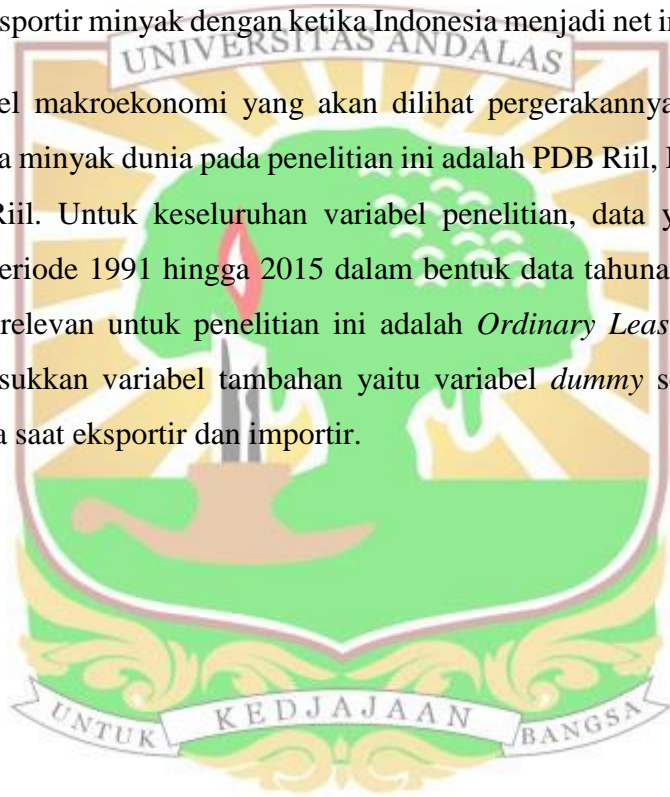 sportir minyak dengan ketika Indonesia menjadi net i
UNIVERSITAS ANDALAS
el makroekonomi yang akan dilihat pergerakannya
a minyak dunia pada penelitian ini adalah PDB Riil,
Riil. Untuk keseluruhan variabel penelitian, data y
eriode 1991 hingga 2015 dalam bentuk data tahuna
relevan untuk penelitian ini adalah Ordinary Leas
sukkan variabel tambahan yaitu variabel dummy s
a saat eksportir dan importir.
UNTUK KEDJAJAAN BANGSA